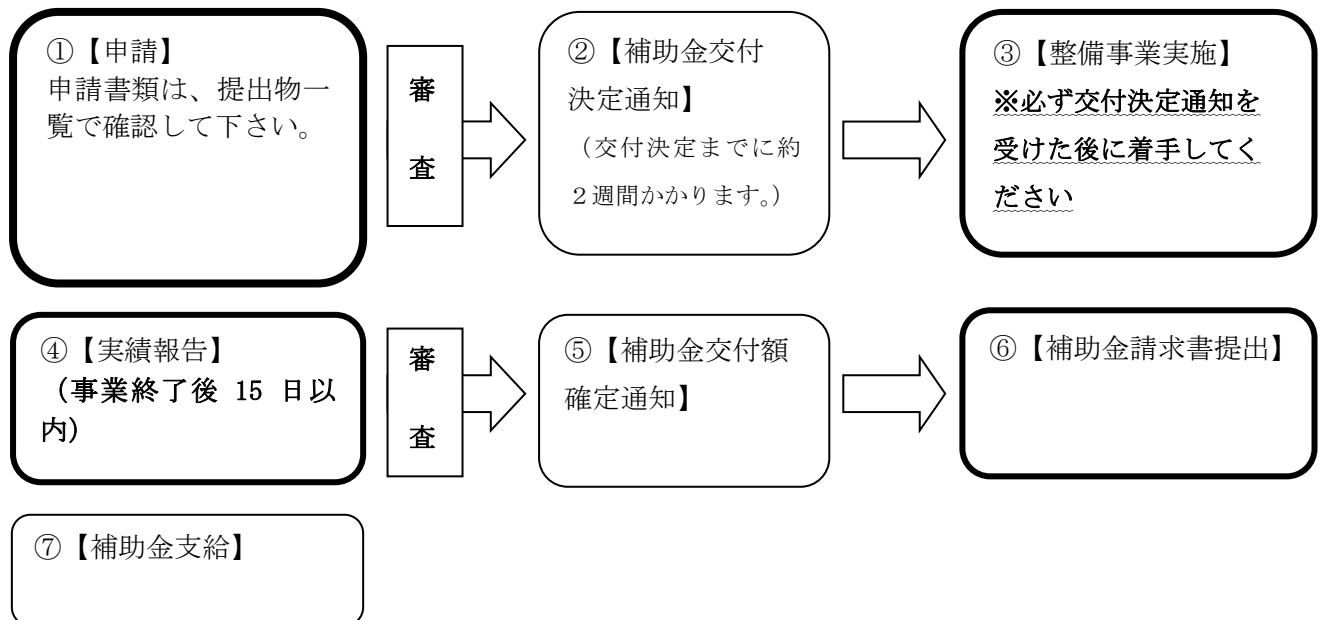 ①【申請】
申請書類は、提出物一
覧で確認して下さい。
審
査
②【補助金交付
決定通知】
（交付決定までに約
２週間かかります。）
③【整備事業実施】
※必ず交付決定通知を
受けた後に着手してく
ださい
④【実績報告】
（事業終了後 15 日以
内）
審
査
⑤【補助金交付額
確定通知】
⑥【補助金請求書提出】
⑦【補助金支給】